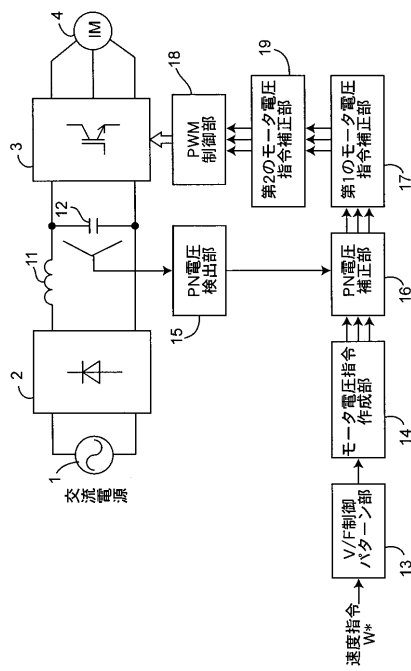 1
交流電源
2
11
12
3
4
IM
PN電圧
検出部
15
PWM
制御部
18
第2のモータ電圧
指令補正部
19
速度指令
W*
V/F制御
パターン部
13
モータ電圧指令
作成部
14
PN電圧
補正部
16
第1のモータ電圧
指令補正部
17